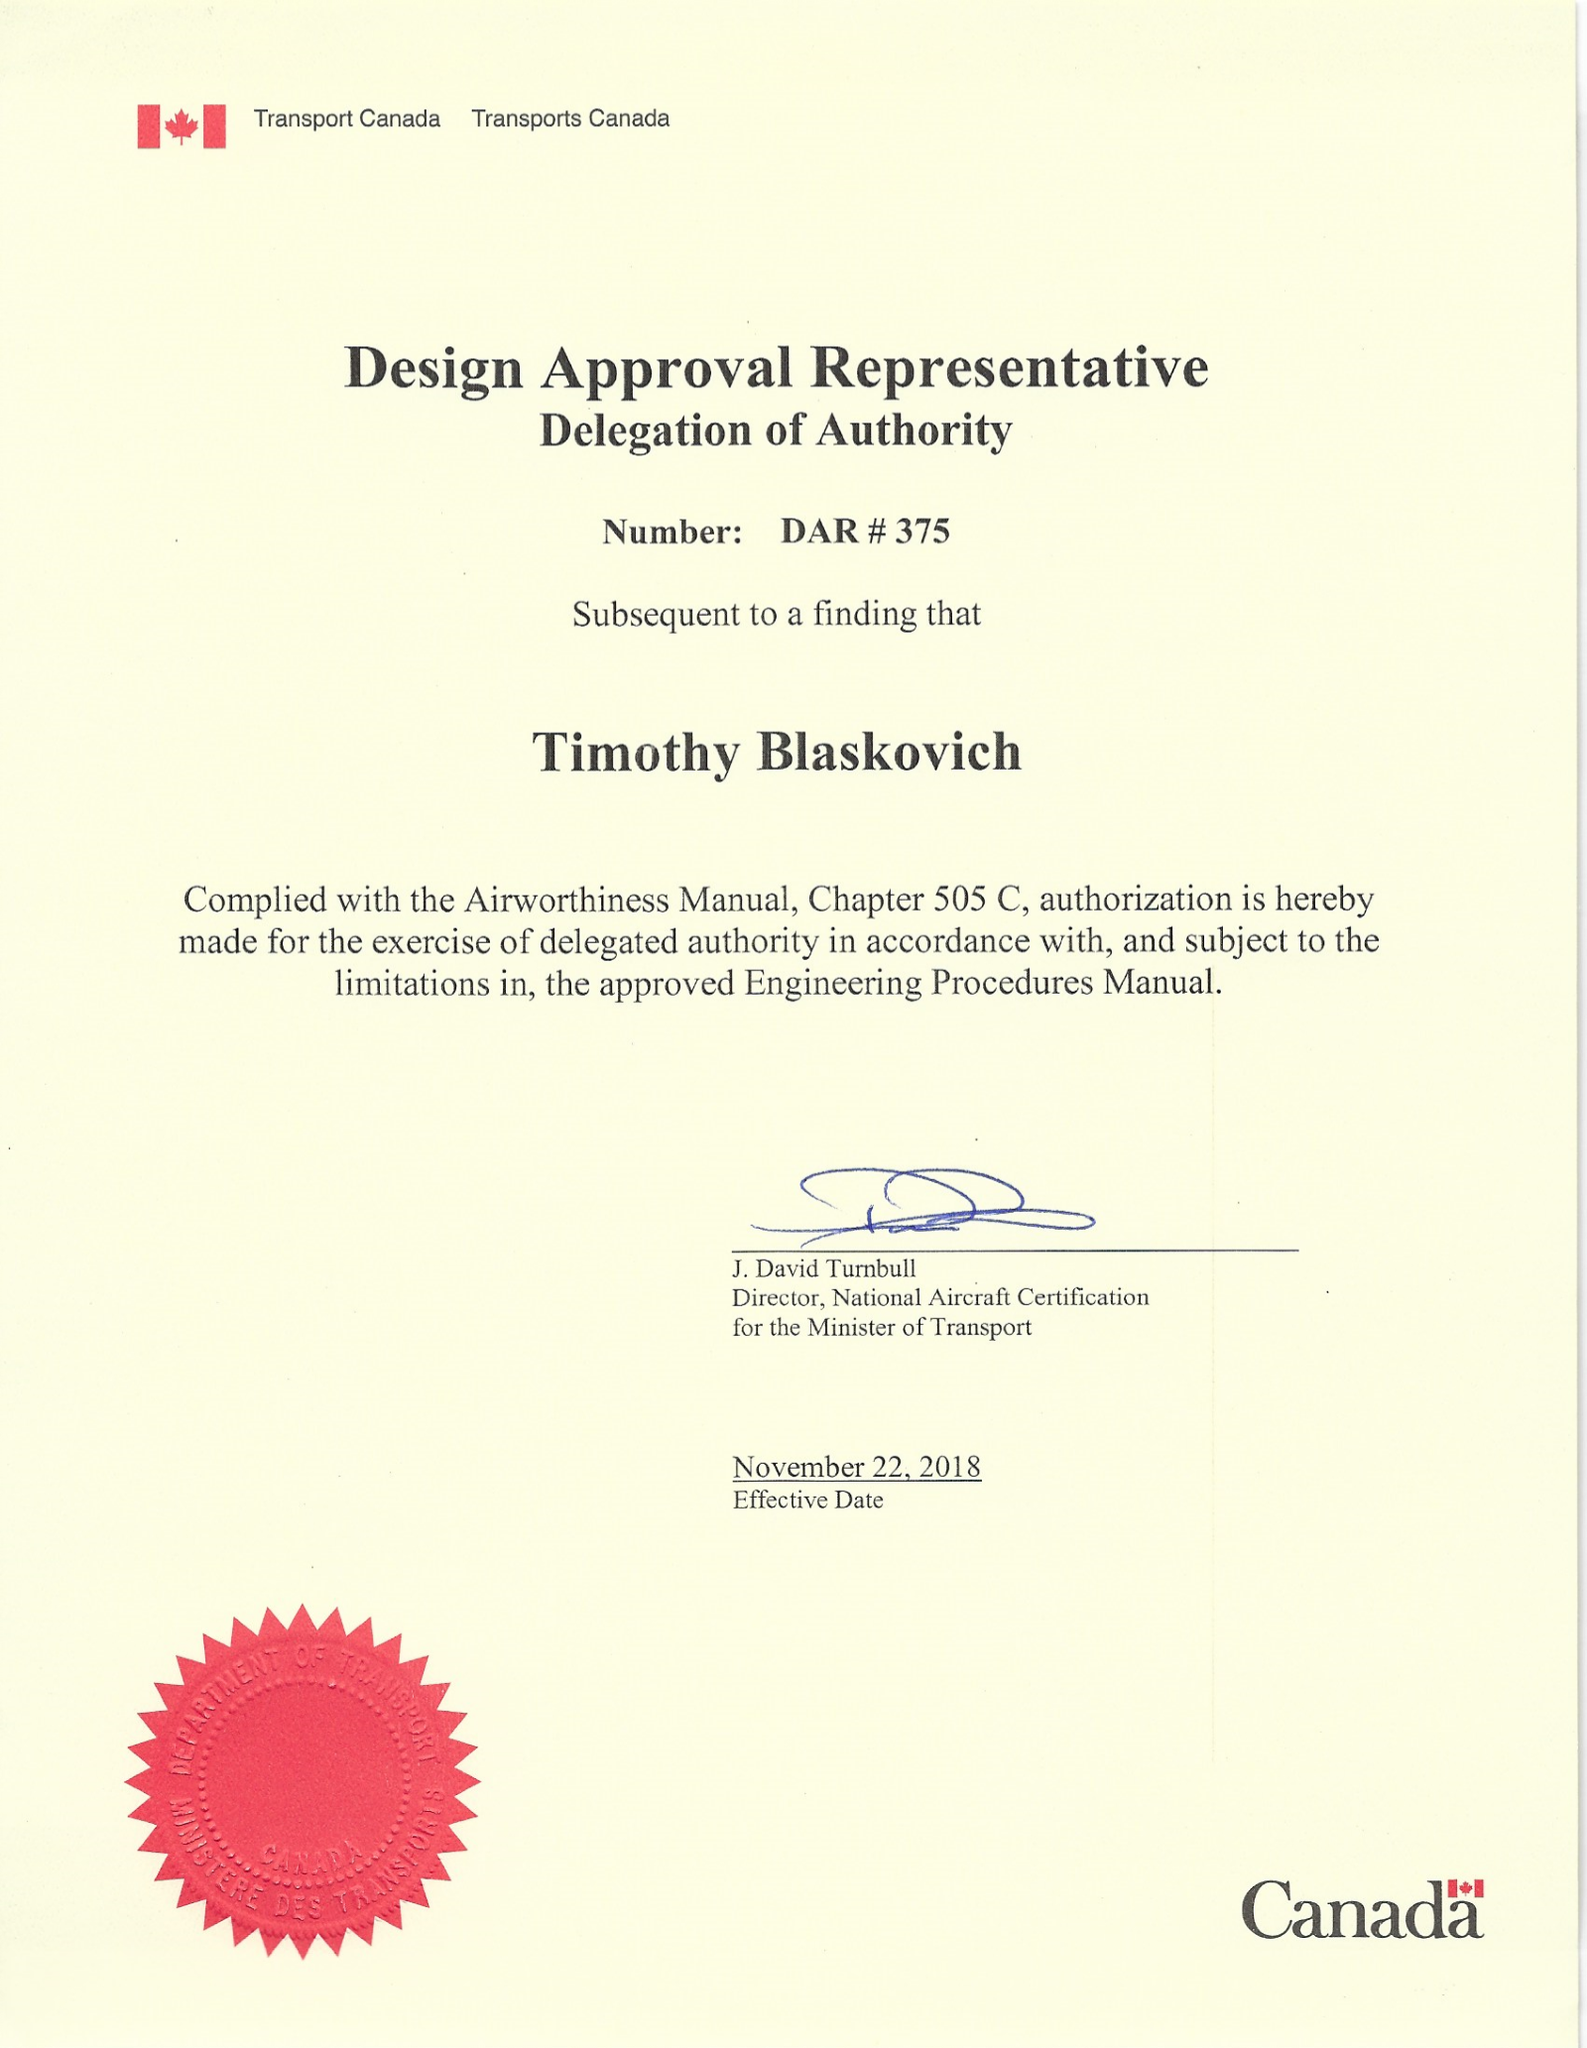 Transport Canada Transports Canada
Design Approval Representative
Delegation of Authority
Number: DAR # 375
Subsequent to a finding that
Timothy Blaskovich
Complied with the Airworthiness Manual, Chapter 505 C, authorization is hereby
made for the exercise of delegated authority in accordance with, and subject to the
limitations in, the approved Engineering Procedures Manual.
J. David Turnbull
Director, National Aircraft Certification
for the Minister of Transport
November 22, 2018
Effective Date
DEPARTMENT OF TRANSPORT
CANADA
MINISTERE DES TRANSPORTS
Canada